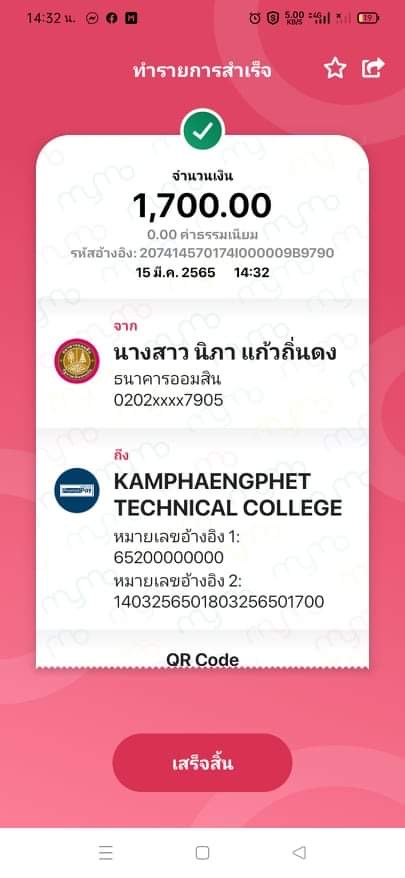 14:32 น.
5.00 KB/S
4G
19
ทำรายการสำเร็จ
จำนวนเงิน
1,700.00
0.00 ค่าธรรมเนียม
รหัสอ้างอิง: 207414570174I000009B9790
15 มี.ค. 2565 14:32
จาก
นางสาว นิภา แก้วถิ่นดง
ธนาคารออมสิน
0202xxxx7905
ถึง
KAMPHAENGPHET
TECHNICAL COLLEGE
หมายเลขอ้างอิง 1:
65200000000
หมายเลขอ้างอิง 2:
1403256501803256501700
QR Code
เสร็จสิ้น